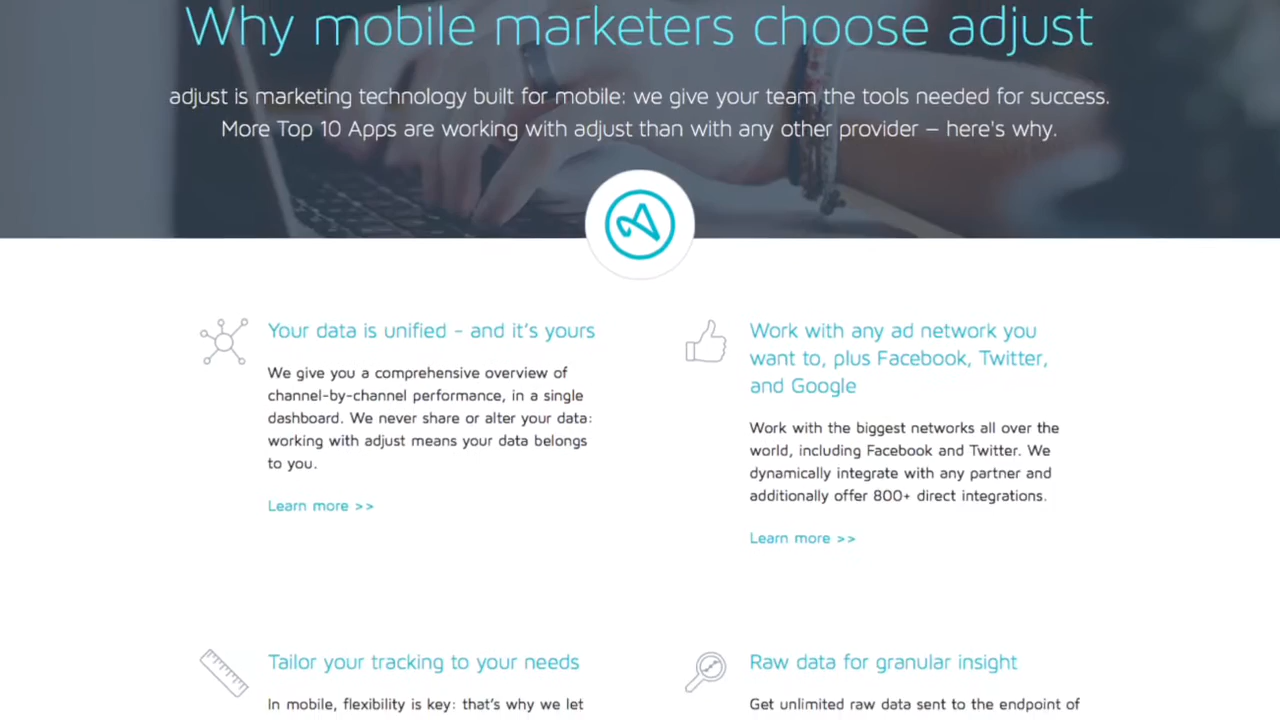 Why mobile marketers choose adjust
adjust is marketing technology built for mobile: we give your team the tools needed for success.
More Top 10 Apps are working with adjust than with any other provider – here's why.
Your data is unified - and it's yours
We give you a comprehensive overview of
channel-by-channel performance, in a single
dashboard. We never share or alter your data:
working with adjust means your data belongs
to you.
Learn more >>
Work with any ad network you
want to, plus Facebook, Twitter,
and Google
Work with the biggest networks all over the
world, including Facebook and Twitter. We
dynamically integrate with any partner and
additionally offer 800+ direct integrations.
Learn more >>
Tailor your tracking to your needs
In mobile, flexibility is key: that's why we let
Raw data for granular insight
Get unlimited raw data sent to the endpoint of